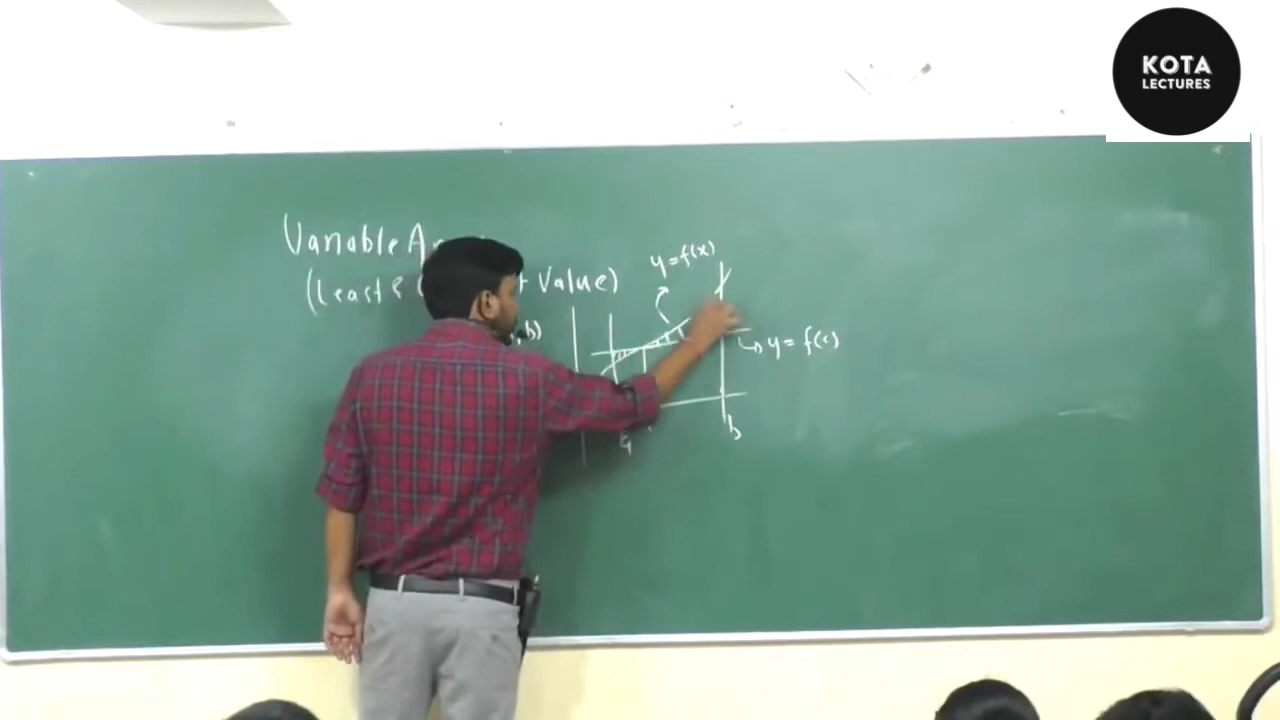 KOTA
LECTURES
Variable A
(Least & t Value)
, b)
y = f(x)
y = f(c)
a
b